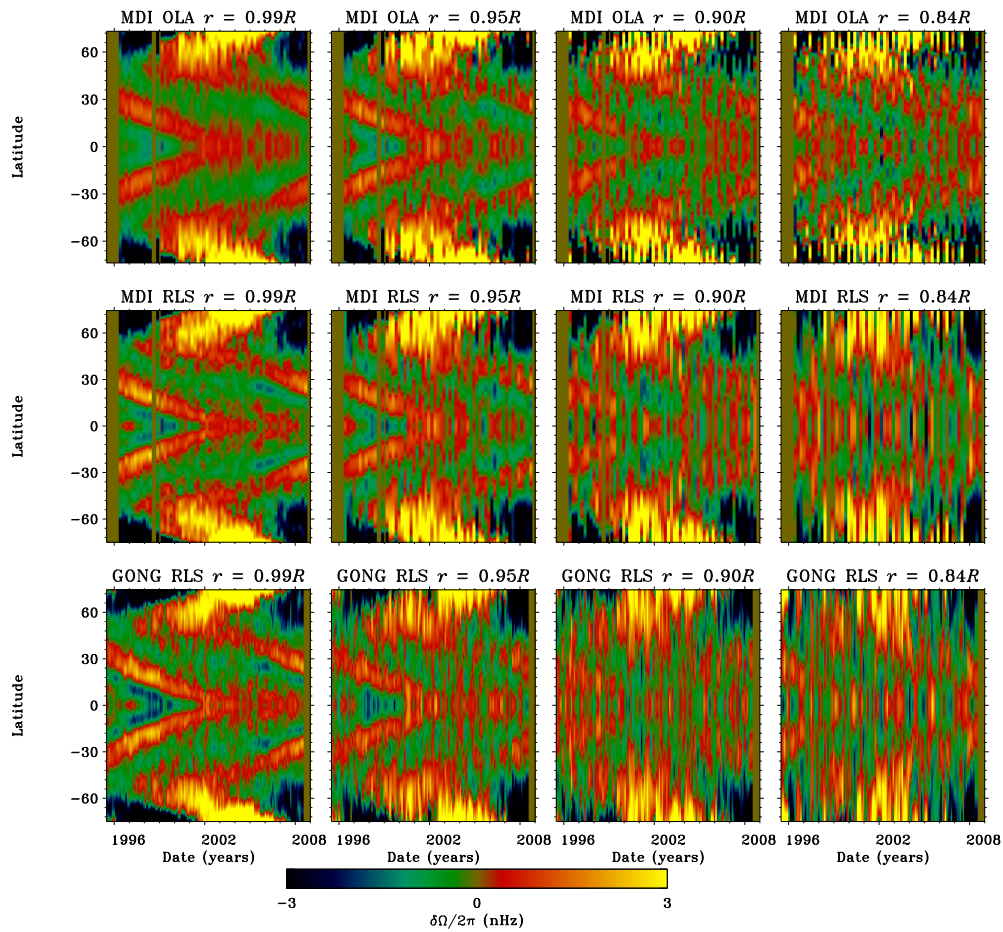 MDI OLA r = 0.99R MDI OLA r = 0.95R MDI OLA r = 0.90R MDI OLA r = 0.84R
60
30
0
−30
−60
Latitude
MDI RLS r = 0.99R MDI RLS r = 0.95R MDI RLS r = 0.90R MDI RLS r = 0.84R
60
30
0
−30
−60
Latitude
GONG RLS r = 0.99R GONG RLS r = 0.95R GONG RLS r = 0.90R GONG RLS r = 0.84R
60
30
0
−30
−60
Latitude
1996 2002 2008 1996 2002 2008 1996 2002 2008 1996 2002 2008
Date (years) Date (years) Date (years) Date (years)
−3 0 3
δΩ/2π (nHz)